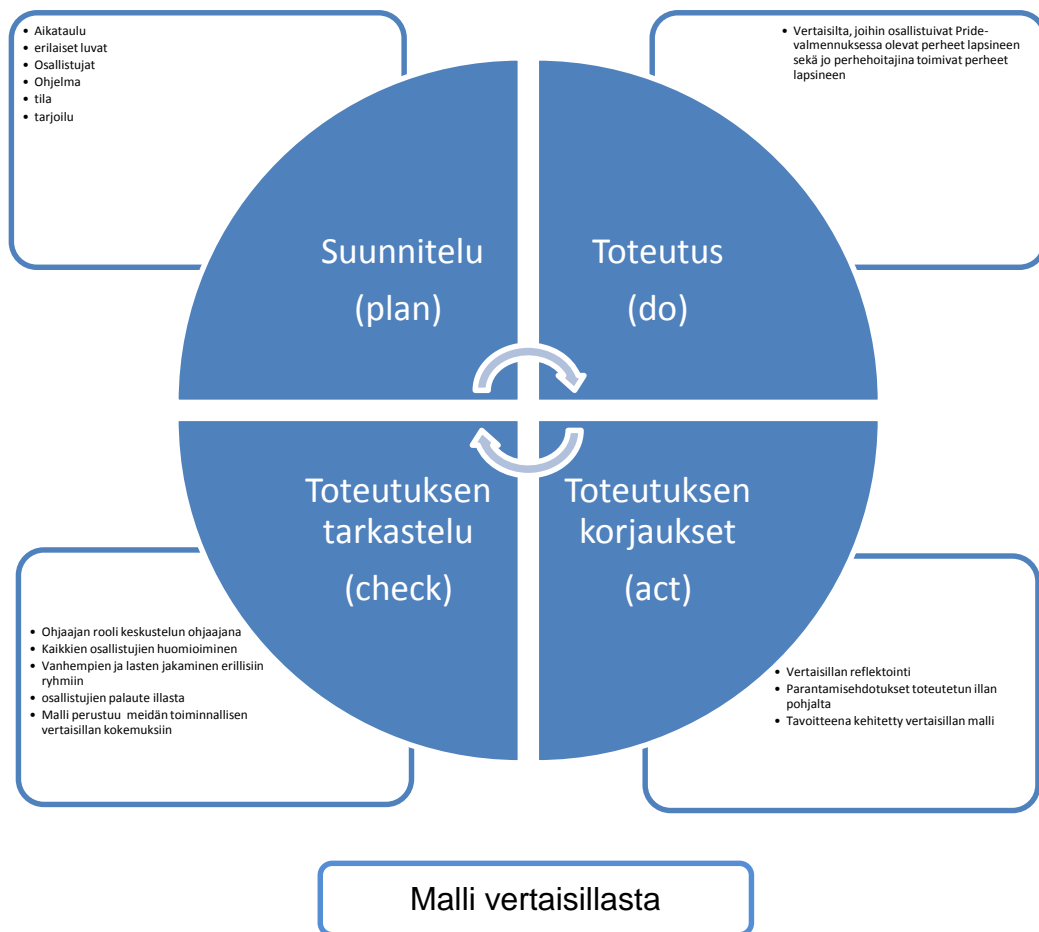 • Aikataulu
• erilaiset luvat
• Osallistujat
• Ohjelma
• tila
• tarjoilu
• Vertaisilta, joihin osallistuivat Pride-
valmennuksessa olevat perheet lapsineen
sekä jo perhehoitajina toimivat perheet
lapsineen
Suunnitelu
(plan)
Toteutus
(do)
Toteutuksen
tarkastelu
(check)
Toteutuksen
korjaukset
(act)
• Ohjaajan rooli keskustelun ohjaajana
• Kaikkien osallistujien huomioiminen
• Vanhempien ja lasten jakaminen erillisiin
ryhmiin
• osallistujien palaute illasta
• Malli perustuu meidän toiminnallisen
vertaisillan kokemuksiin
• Vertaisillan reflektointi
• Parantamisehdotukset toteutetun illan
pohjalta
• Tavoitteena kehitetty vertaisillan malli
Malli vertaisillasta